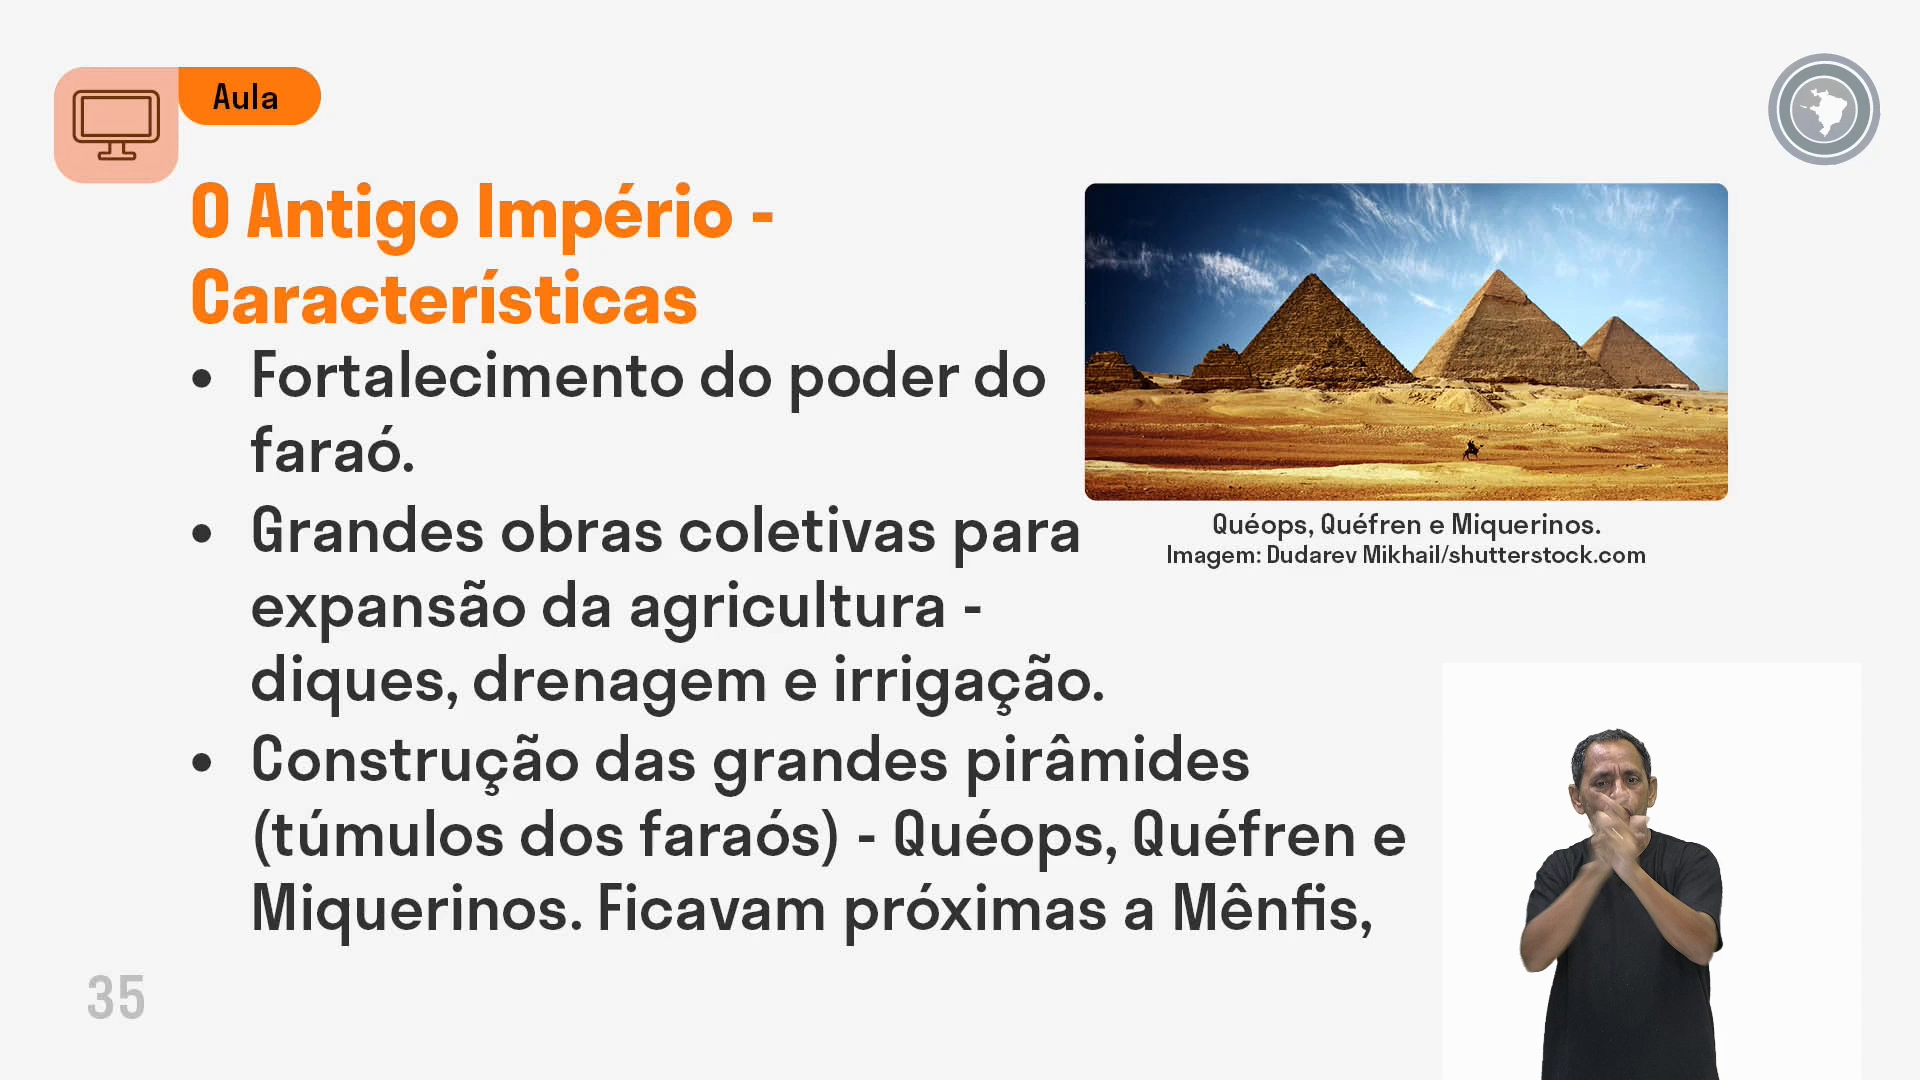 Aula
O Antigo Império -
Características
• Fortalecimento do poder do
faraó.
• Grandes obras coletivas para
expansão da agricultura -
diques, drenagem e irrigação.
• Construção das grandes pirâmides
(túmulos dos faraós) - Quéops, Quéfren e
Miquerinos. Ficavam próximas a Mênfis,
Quéops, Quéfren e Miquerinos.
Imagem: Dudarev Mikhail/shutterstock.com
35